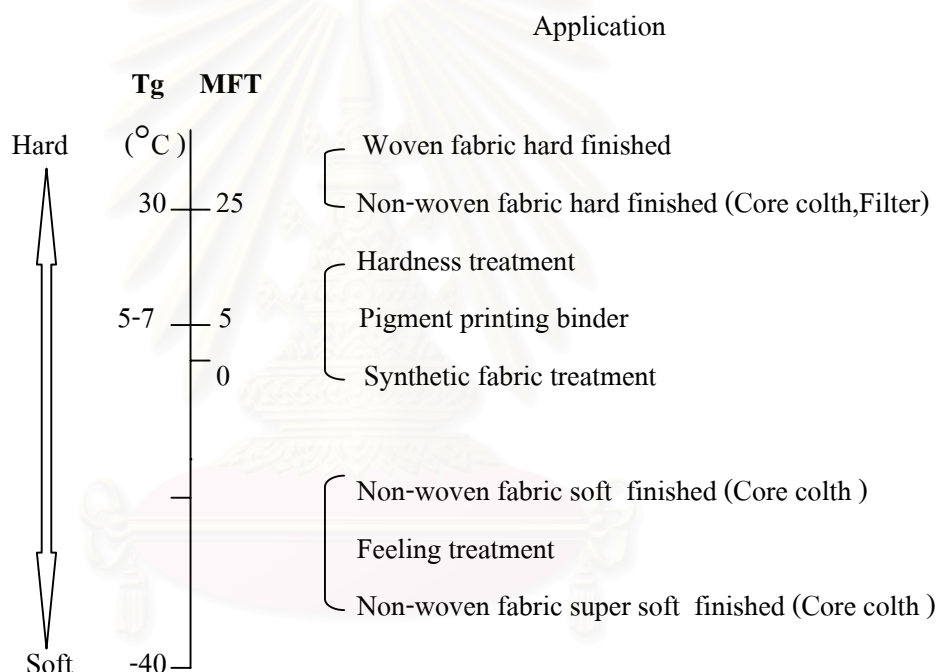 Application
Tg MFT
Hard (°C) Woven fabric hard finished
30 25 Non-woven fabric hard finished (Core colth,Filter)
Hardness treatment
5-7 5 Pigment printing binder
0 Synthetic fabric treatment
Non-woven fabric soft finished (Core colth )
Feeling treatment
Non-woven fabric super soft finished (Core colth )
Soft -40